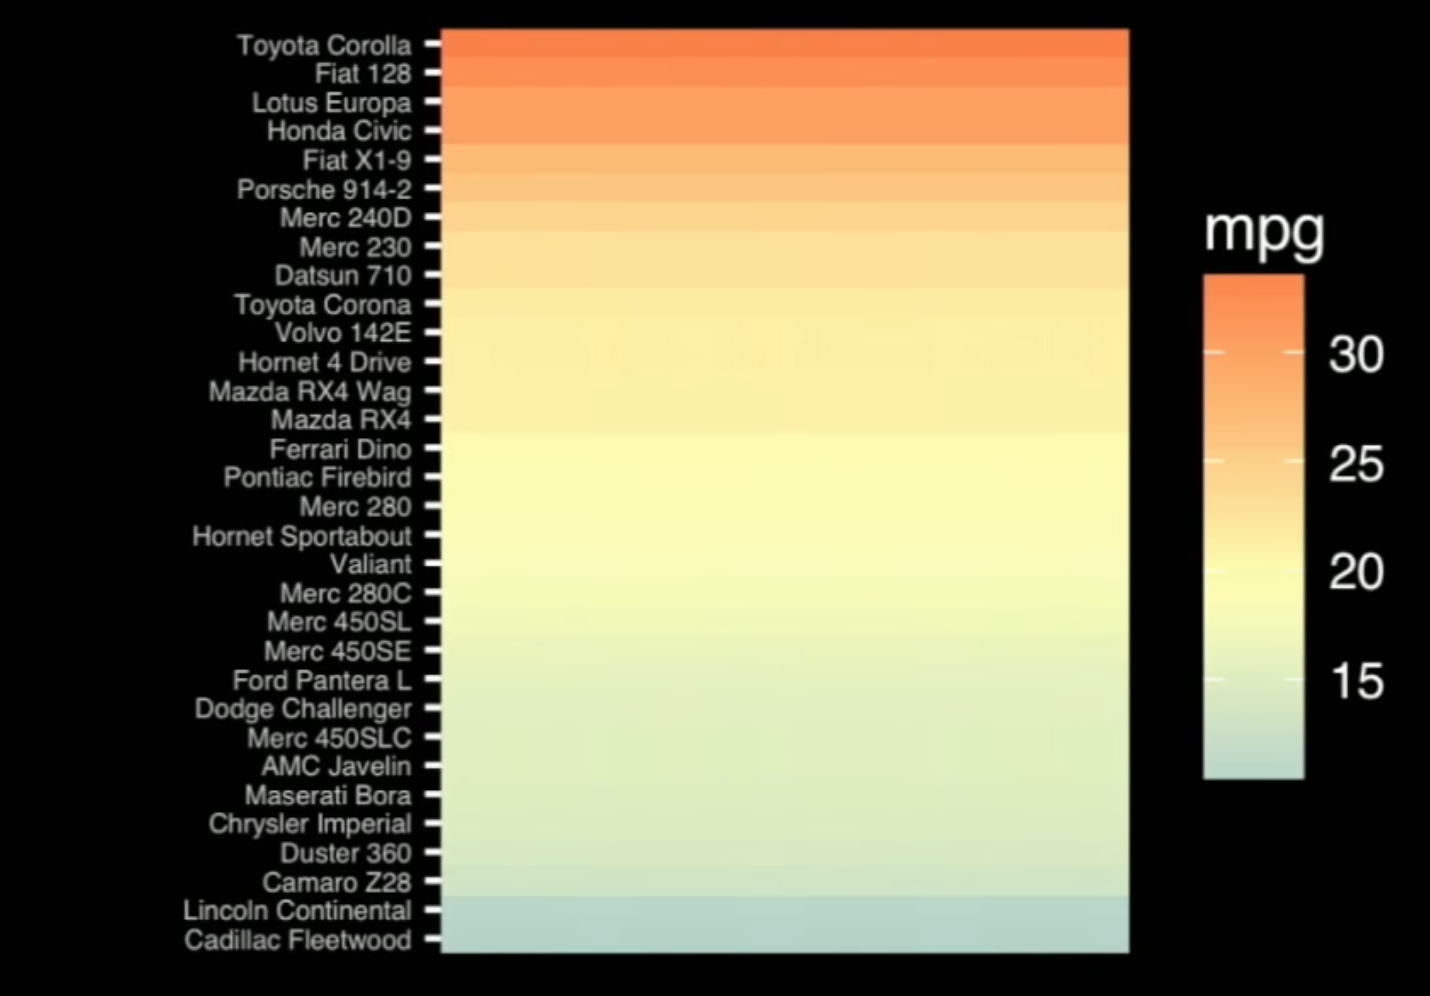 Toyota Corolla
Fiat 128
Lotus Europa
Honda Civic
Fiat X1-9
Porsche 914-2
Merc 240D
Merc 230
Datsun 710
Toyota Corona
Volvo 142E
Hornet 4 Drive
Mazda RX4 Wag
Mazda RX4
Ferrari Dino
Pontiac Firebird
Merc 280
Hornet Sportabout
Valiant
Merc 280C
Merc 450SL
Merc 450SE
Ford Pantera L
Dodge Challenger
Merc 450SLC
AMC Javelin
Maserati Bora
Chrysler Imperial
Duster 360
Camaro Z28
Lincoln Continental
Cadillac Fleetwood
mpg
30
25
20
15